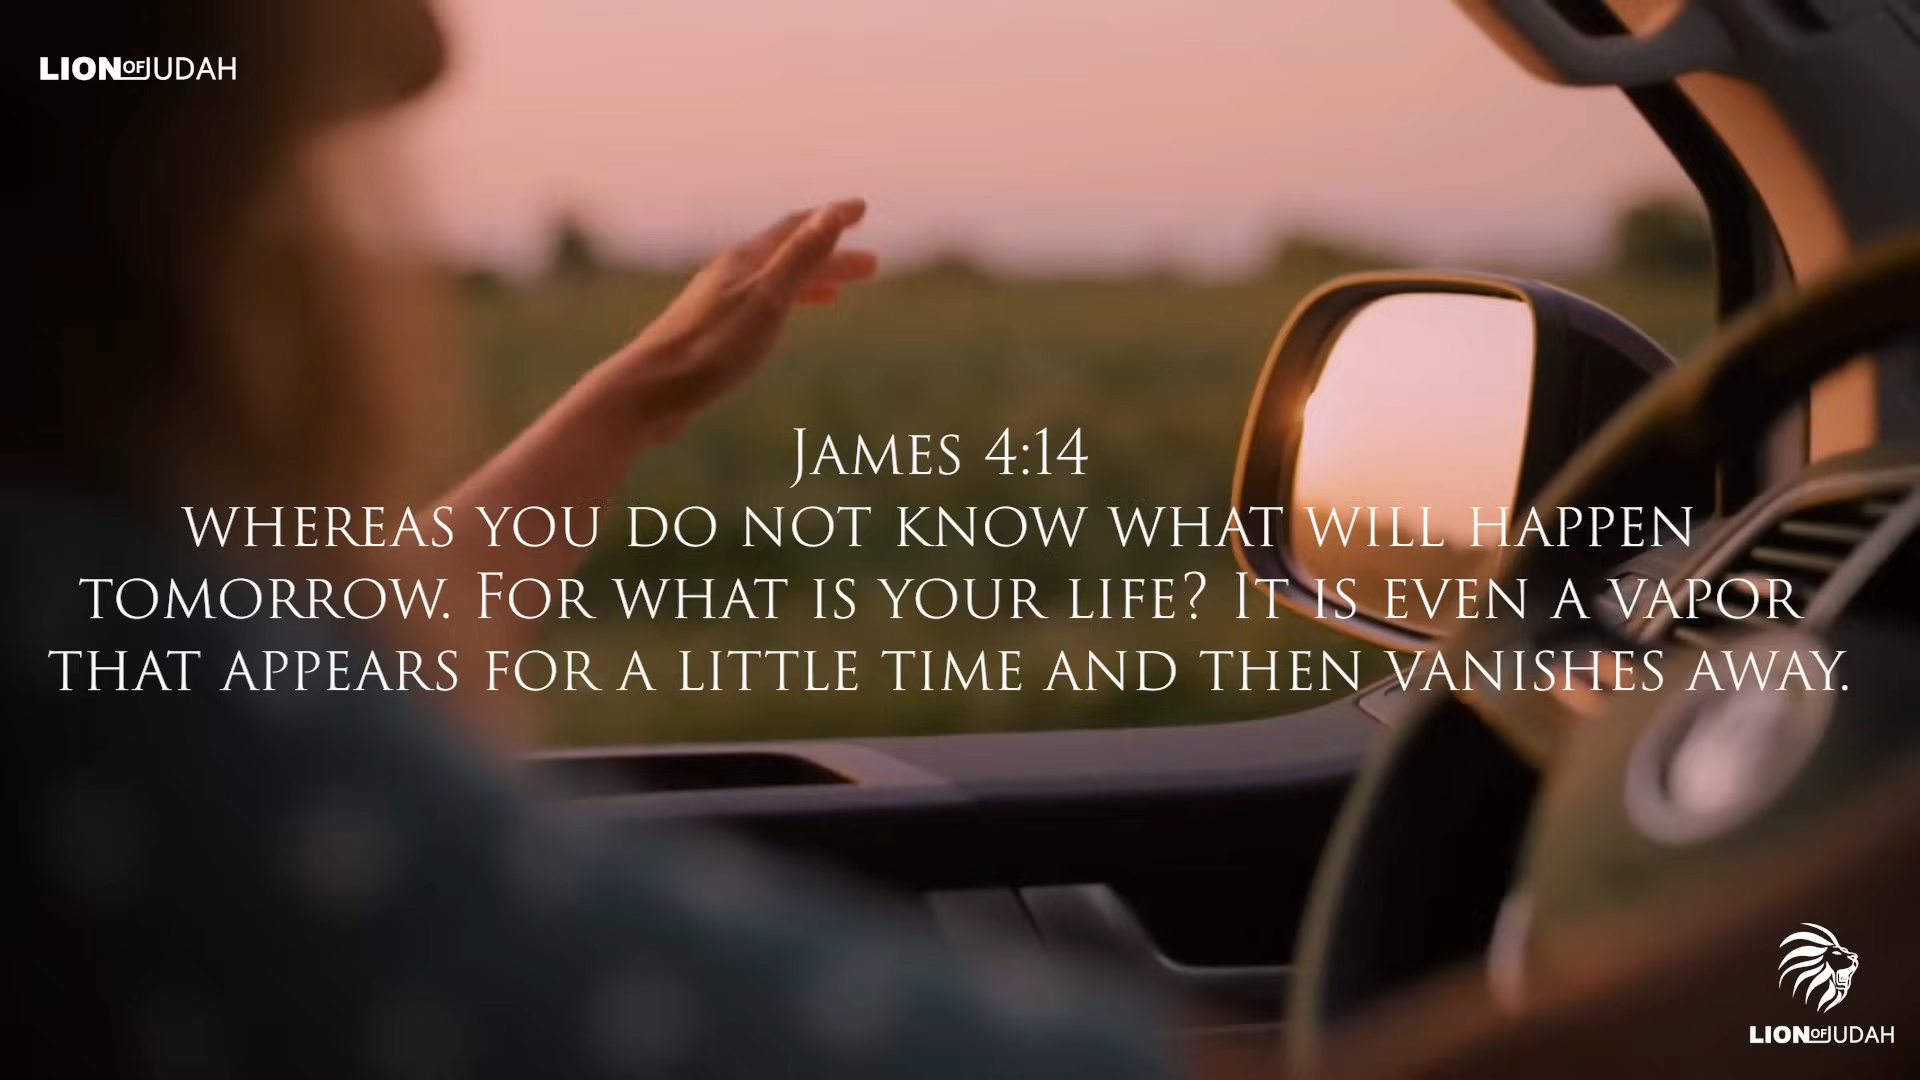 LION OF JUDAH
James 4:14
whereas you do not know what will happen
tomorrow. For what is your life? It is even a vapor
that appears for a little time and then vanishes away.
LION OF JUDAH